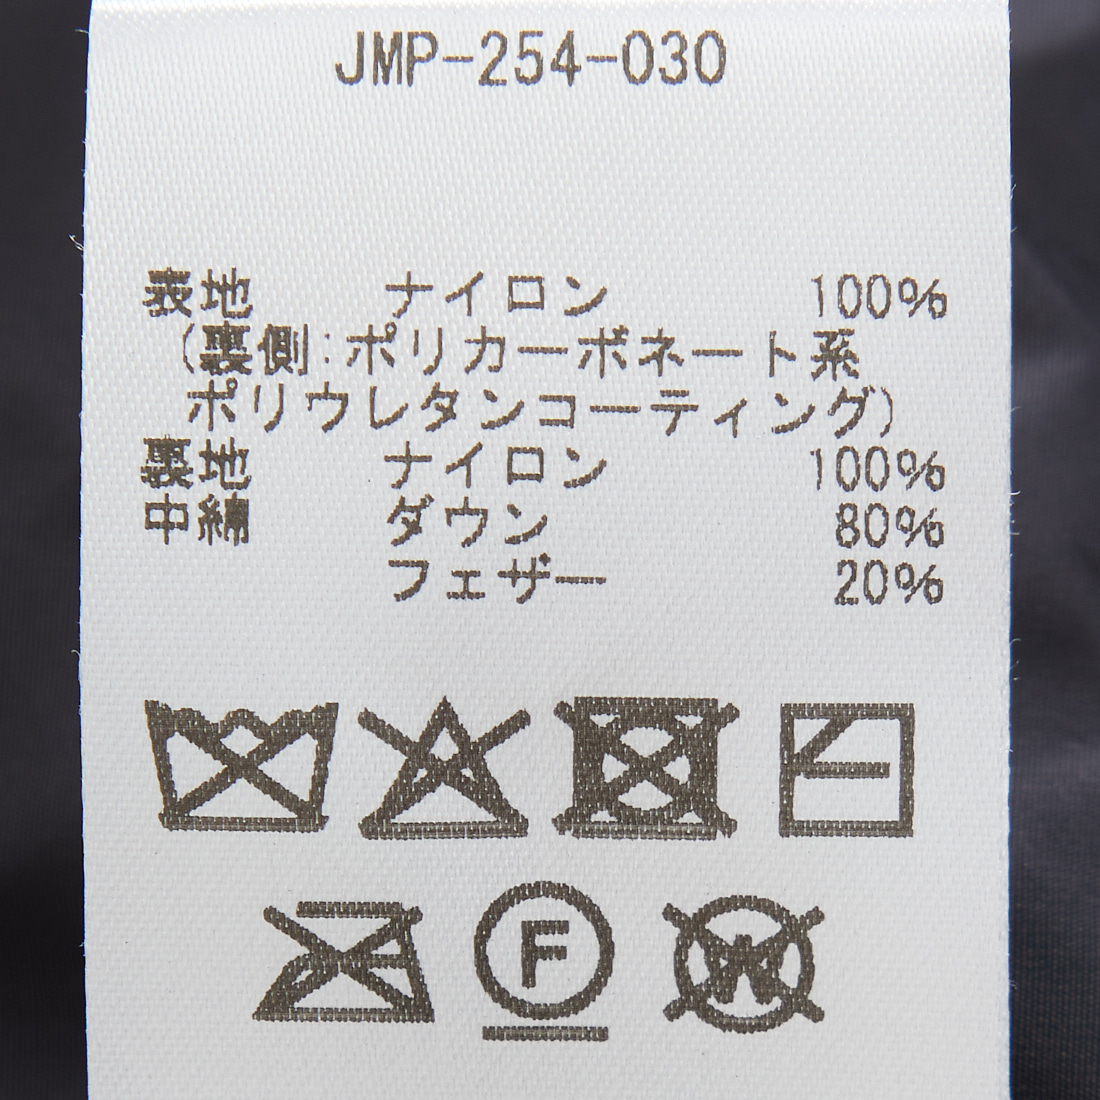 JMP-254-030
表地 ナイロン 100%
(裏側:ポリカーボネート系
ポリウレタンコーティング)
裏地 ナイロン 100%
中綿 ダウン 80%
フェザー 20%
F
W